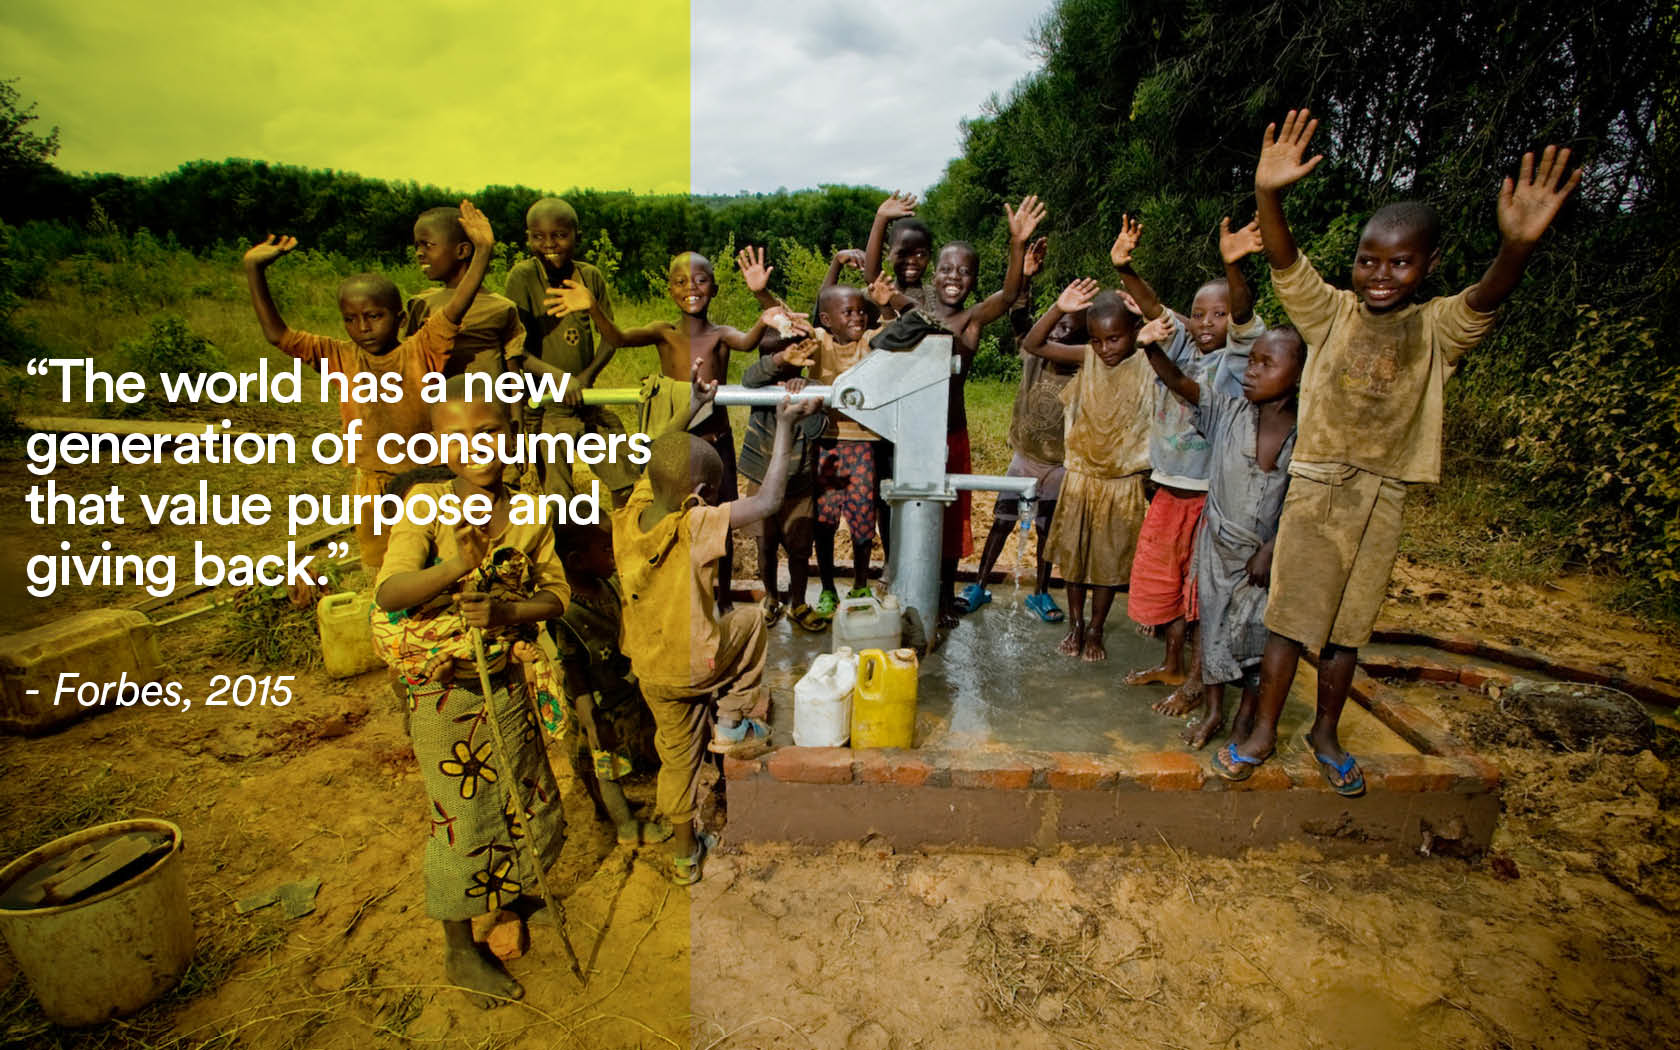 “The world has a new
generation of consumers
that value purpose and
giving back.”
- Forbes, 2015